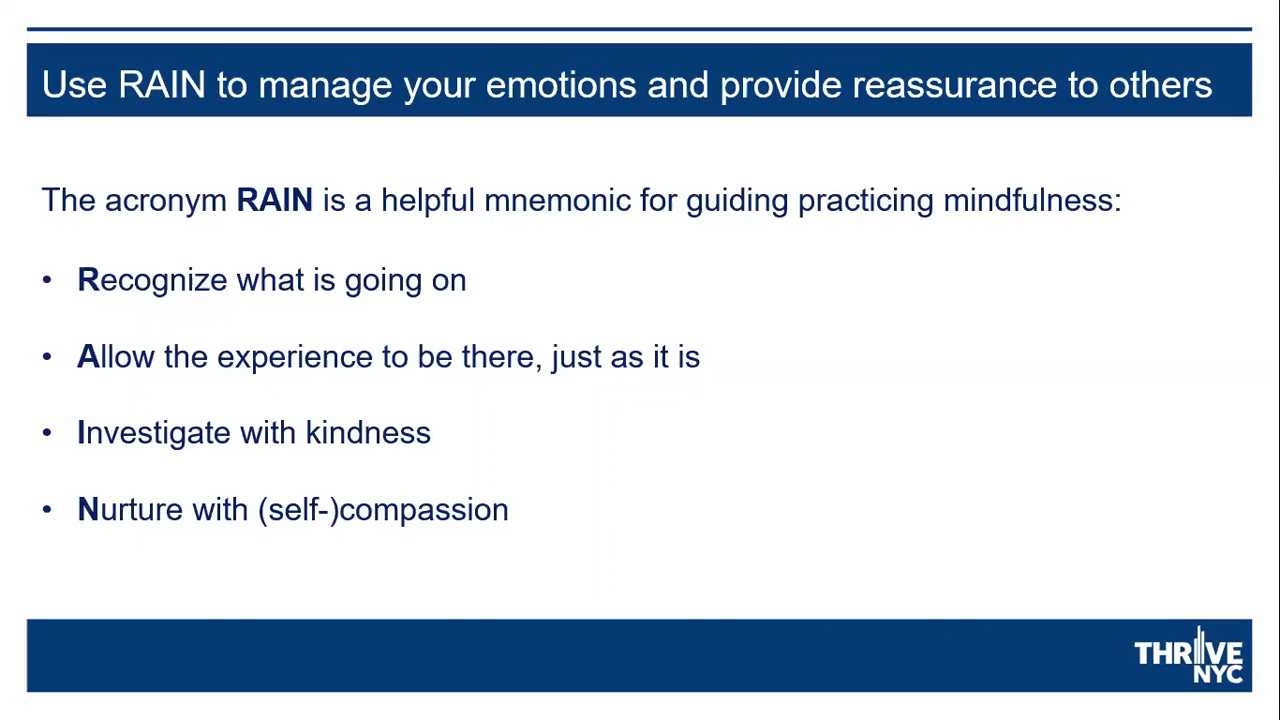 Use RAIN to manage your emotions and provide reassurance to others
The acronym RAIN is a helpful mnemonic for guiding practicing mindfulness:
• Recognize what is going on
• Allow the experience to be there, just as it is
• Investigate with kindness
• Nurture with (self-)compassion
THRIVE
NYC